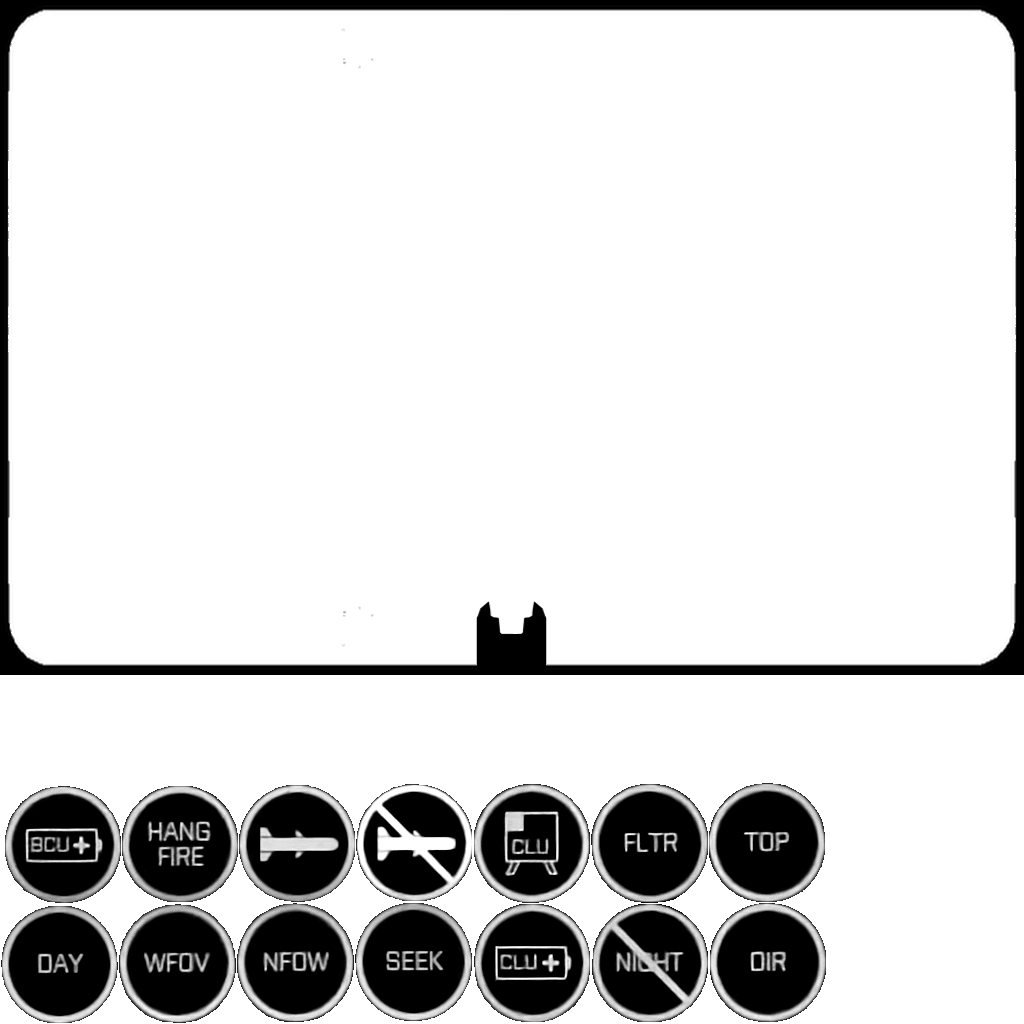 BCU+
HANG
FIRE
CLU
FLTR
TOP
DAY
WFOV
NFOW
SEEK
CLU+
NIGHT
DIR